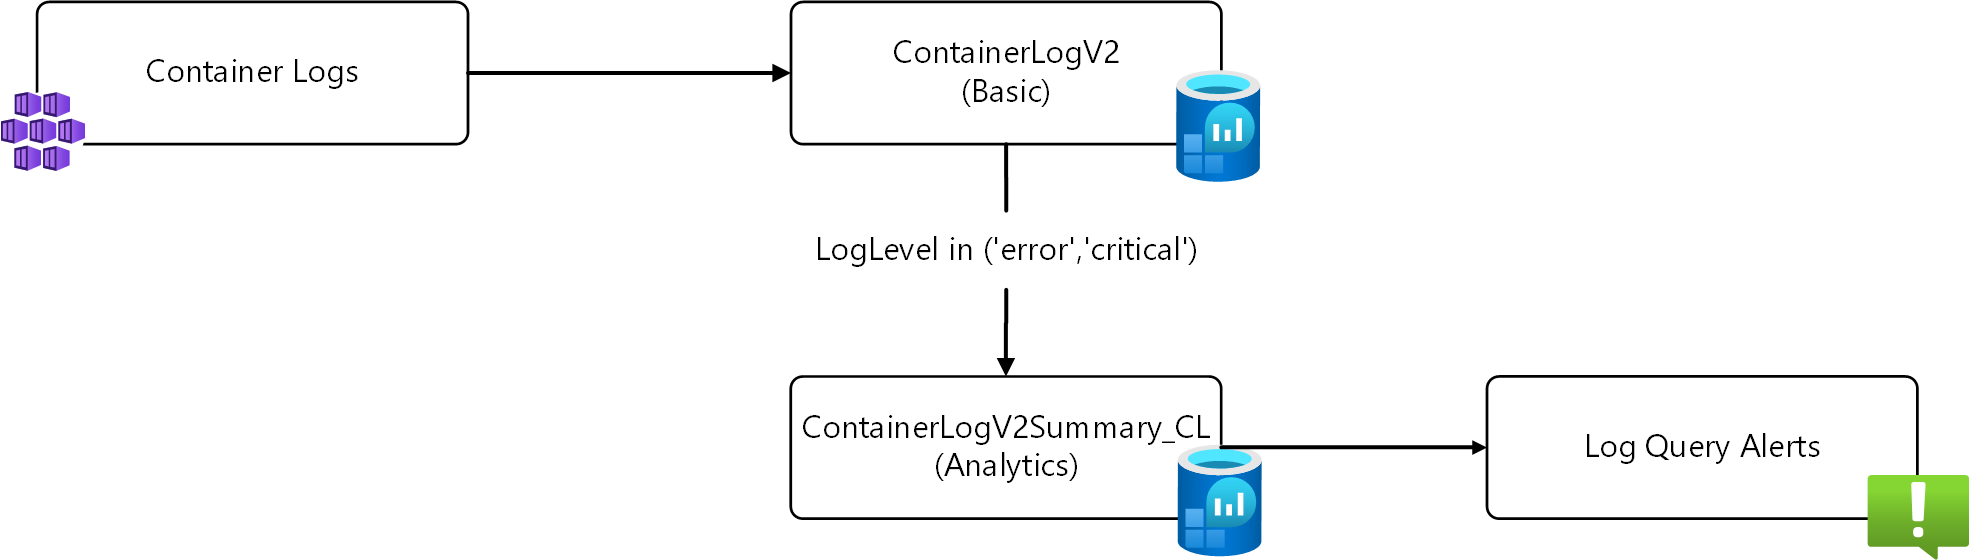 Container Logs
ContainerLogV2
(Basic)
LogLevel in ('error','critical')
ContainerLogV2Summary_CL
(Analytics)
Log Query Alerts